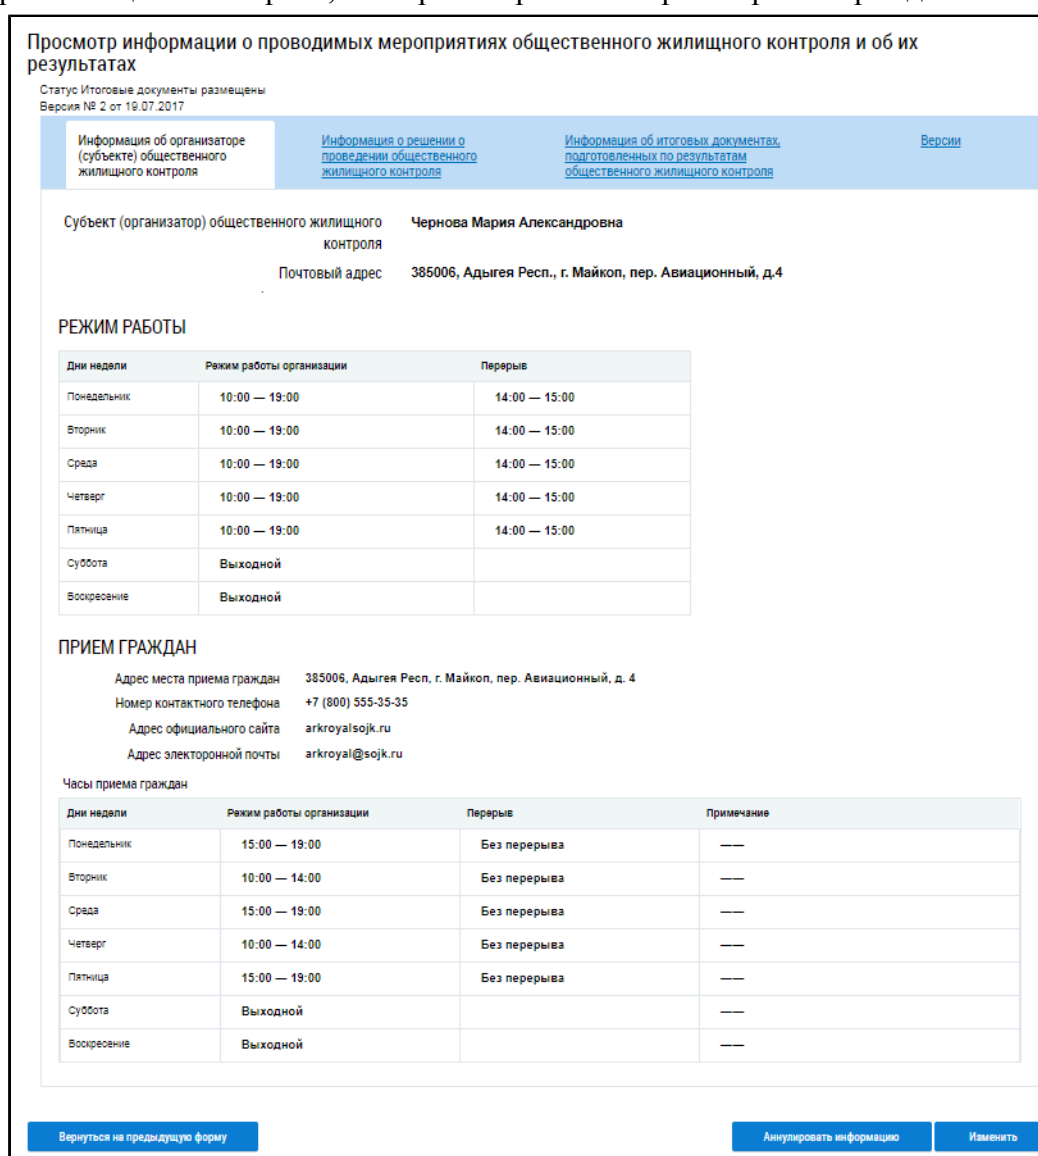 Просмотр информации о проводимых мероприятиях общественного жилищного контроля и об их
результатах
Статус Итоговые документы размещены
Версия № 2 от 19.07.2017
Информация об организаторе
(субъекте) общественного
жилищного контроля
Информация о решении о
проведении общественного
жилищного контроля
Информация об итоговых документах,
подготовленных по результатам
общественного жилищного контроля
Версии
Субъект (организатор) общественного жилищного
контроля
Чернова Мария Александровна
Почтовый адрес 385006, Адыгея Респ., г. Майкоп, пер. Авиационный, д.4
РЕЖИМ РАБОТЫ
Дни недели Режим работы организации Перерыв
Понедельник 10:00 — 19:00 14:00 — 15:00
Вторник 10:00 — 19:00 14:00 — 15:00
Среда 10:00 — 19:00 14:00 — 15:00
Четверг 10:00 — 19:00 14:00 — 15:00
Пятница 10:00 — 19:00 14:00 — 15:00
Суббота Выходной
Воскресение Выходной
ПРИЕМ ГРАЖДАН
Адрес места приема граждан 385006, Адыгея Респ, г. Майкоп, пер. Авиационный, д. 4
Номер контактного телефона +7 (800) 555-35-35
Адрес официального сайта arkroyalsojk.ru
Адрес электоронной почты arkroyal@sojk.ru
Часы приема граждан
Дни недели Режим работы организации Перерыв Примечание
Понедельник 15:00 — 19:00 Без перерыва ——
Вторник 10:00 — 14:00 Без перерыва ——
Среда 15:00 — 19:00 Без перерыва ——
Четверг 10:00 — 14:00 Без перерыва ——
Пятница 15:00 — 19:00 Без перерыва ——
Суббота Выходной ——
Воскресение Выходной ——
Вернуться на предыдущую форму Аннулировать информацию Изменить